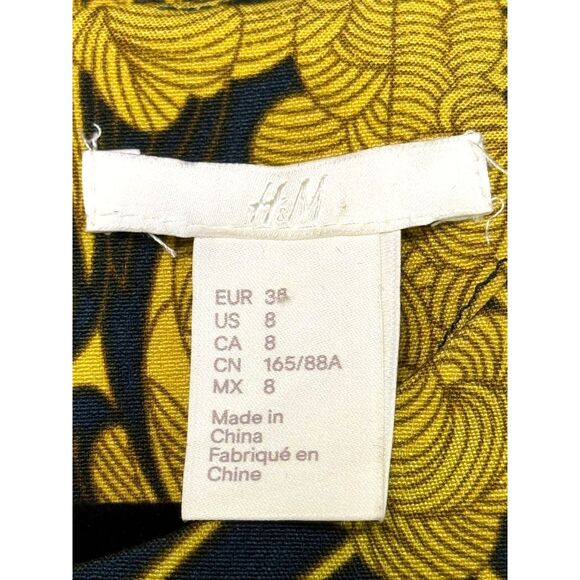 H&M
EUR 38
US 8
CA 8
CN 165/88A
MX 8
Made in
China
Fabriqué en
Chine